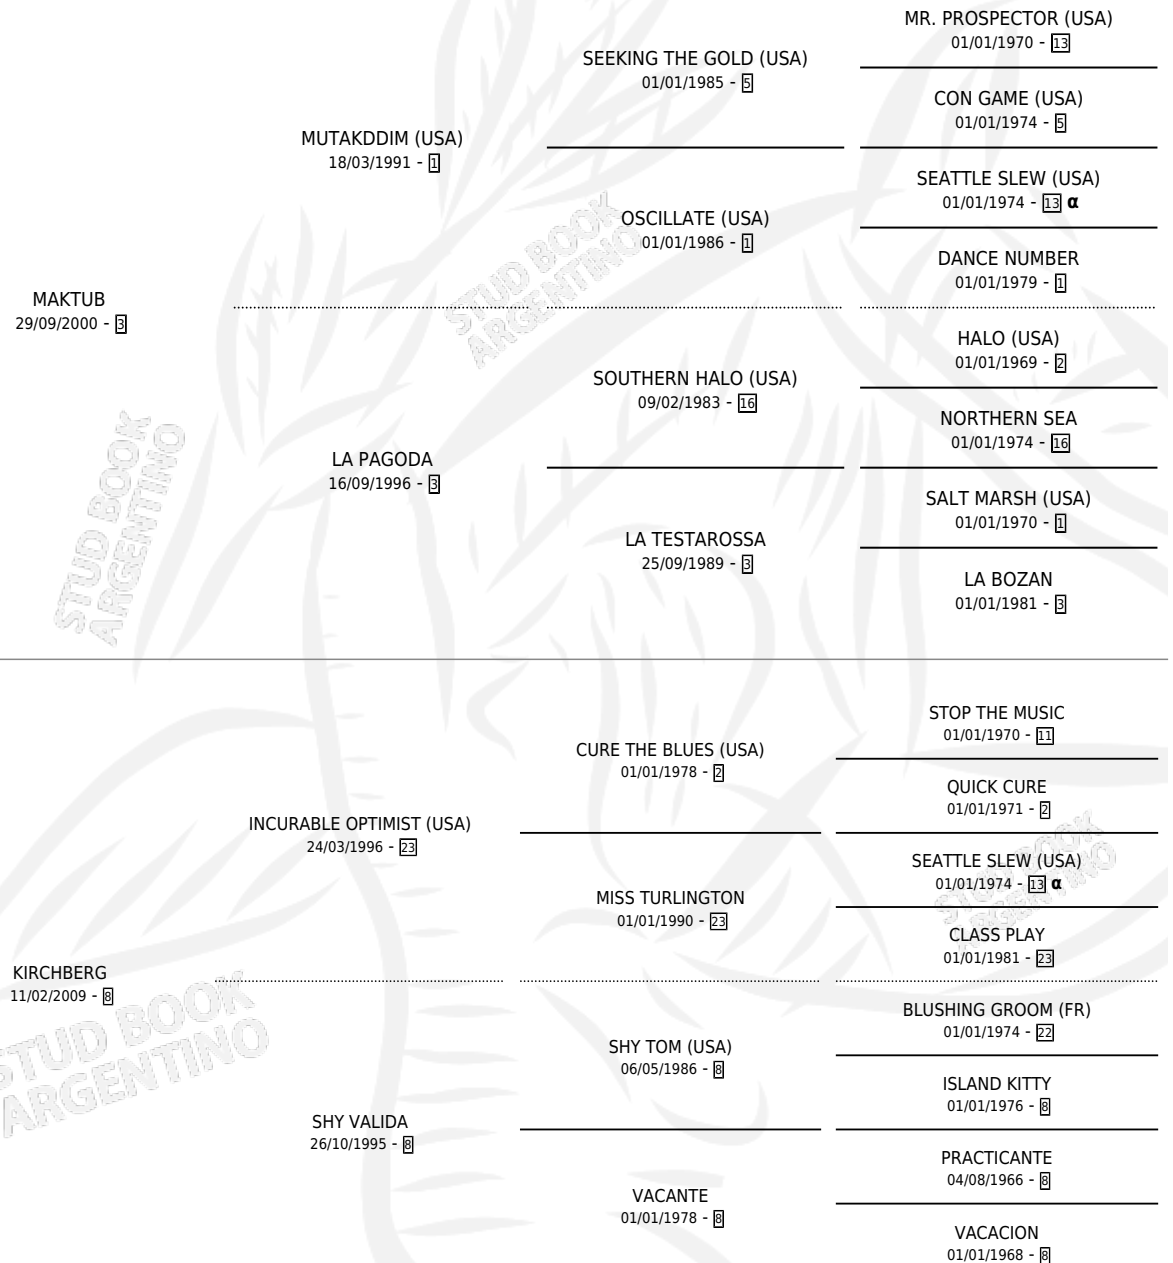 MR. PROSPECTOR (USA)
01/01/1970 - 13
SEEKING THE GOLD (USA)
01/01/1985 - 5
CON GAME (USA)
01/01/1974 - 5
MUTAKDDIM (USA)
18/03/1991 - 1
SEATTLE SLEW (USA)
01/01/1974 - 13 α
OSCILLATE (USA)
01/01/1986 - 1
DANCE NUMBER
01/01/1979 - 1
MAKTUB
29/09/2000 - 3
HALO (USA)
01/01/1969 - 2
SOUTHERN HALO (USA)
09/02/1983 - 16
NORTHERN SEA
01/01/1974 - 16
LA PAGODA
16/09/1996 - 3
SALT MARSH (USA)
01/01/1970 - 1
LA TESTAROSSA
25/09/1989 - 3
LA BOZAN
01/01/1981 - 3
STOP THE MUSIC
01/01/1970 - 11
CURE THE BLUES (USA)
01/01/1978 - 2
QUICK CURE
01/01/1971 - 2
INCURABLE OPTIMIST (USA)
24/03/1996 - 23
SEATTLE SLEW (USA)
01/01/1974 - 13 α
MISS TURLINGTON
01/01/1990 - 23
CLASS PLAY
01/01/1981 - 23
KIRCHBERG
11/02/2009 - 8
BLUSHING GROOM (FR)
01/01/1974 - 22
SHY TOM (USA)
06/05/1986 - 8
ISLAND KITTY
01/01/1976 - 8
SHY VALIDA
26/10/1995 - 8
PRACTICANTE
04/08/1966 - 8
VACANTE
01/01/1978 - 8
VACACION
01/01/1968 - 8
STUD BOOK
ARGENTINO
STUD BOOK
ARGENTINO
STUD BOOK
ARGENTINO
STUD BOOK
ARGENTINO